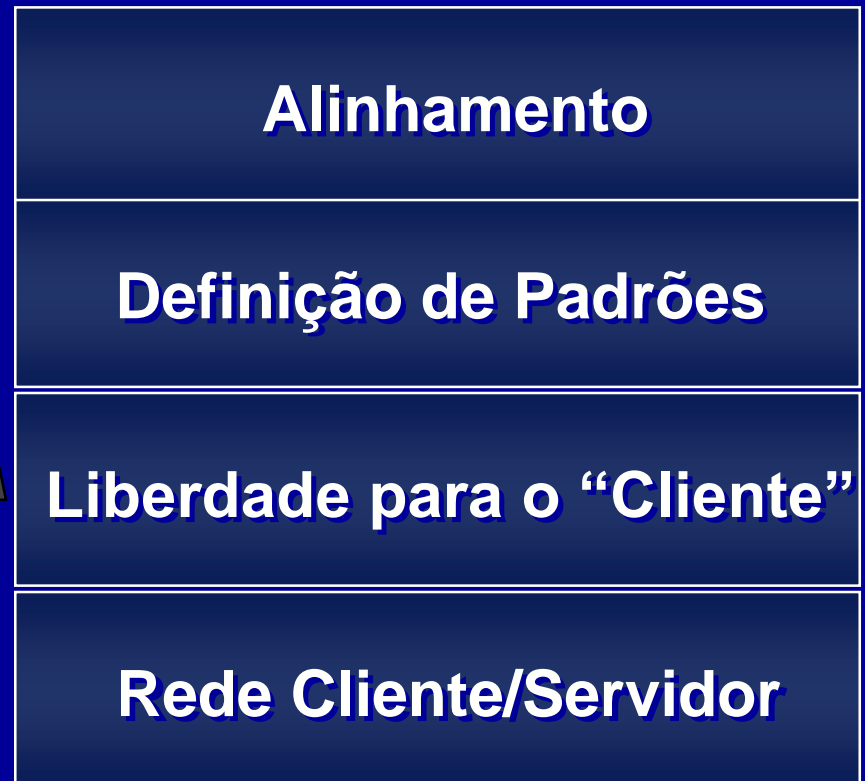 Alinhamento
Definição de Padrões
Liberdade para o “Cliente”
Rede Cliente/Servidor